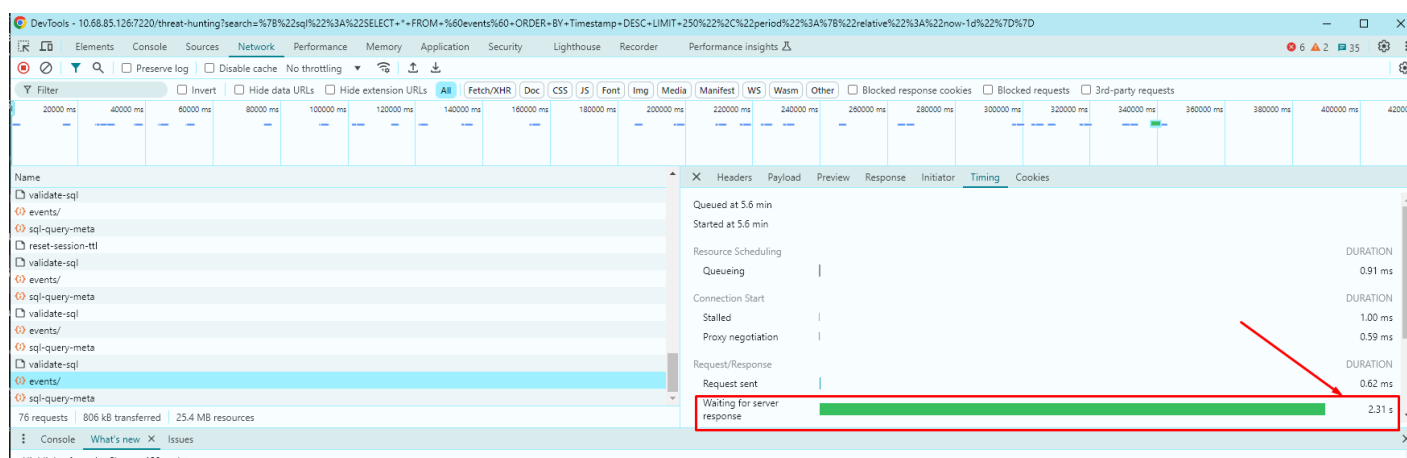 DevTools - 10.68.85.126:7220/threat-hunting?search=%7B%22sql%22%3A%22SELECT+*+FROM+%60events%60+ORDER+BY+Timestamp+DESC+LIMIT+250%22%2C%22period%22%3A%7B%22relative%22%3A%22now-1d%22%7D%7D
Elements Console Sources Network Performance Memory Application Security Lighthouse Recorder Performance insights 6 2 35
Preserve log Disable cache No throttling
Filter Invert Hide data URLs Hide extension URLs All Fetch/XHR Doc CSS JS Font Img Media Manifest WS Wasm Other Blocked response cookies Blocked requests 3rd-party requests
20000 ms 40000 ms 60000 ms 80000 ms 100000 ms 120000 ms 140000 ms 160000 ms 180000 ms 200000 ms 220000 ms 240000 ms 260000 ms 280000 ms 300000 ms 320000 ms 340000 ms 360000 ms 380000 ms 400000 ms 4200
Name
validate-sql
events/
sql-query-meta
reset-session-ttl
validate-sql
events/
sql-query-meta
validate-sql
events/
sql-query-meta
validate-sql
events/
sql-query-meta
76 requests 806 kB transferred 25.4 MB resources
Headers Payload Preview Response Initiator Timing Cookies
Queued at 5.6 min
Started at 5.6 min
Resource Scheduling DURATION
Queueing 0.91 ms
Connection Start DURATION
Stalled 1.00 ms
Proxy negotiation 0.59 ms
Request/Response DURATION
Request sent 0.62 ms
Waiting for server
response 2.31 s
Console What's new Issues